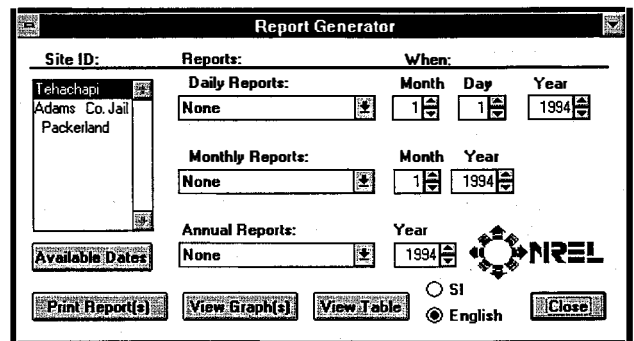 Report Generator
Site ID: Reports: When:
Tehachapi
Adams Co. Jail
Packerland
Daily Reports: Month Day Year
None 1 1 1994
Monthly Reports: Month Year
None 1 1994
Annual Reports: Year
None 1994
NREL
Available Dates
SI
English
Print Report(s) View Graph(s) View Table Close